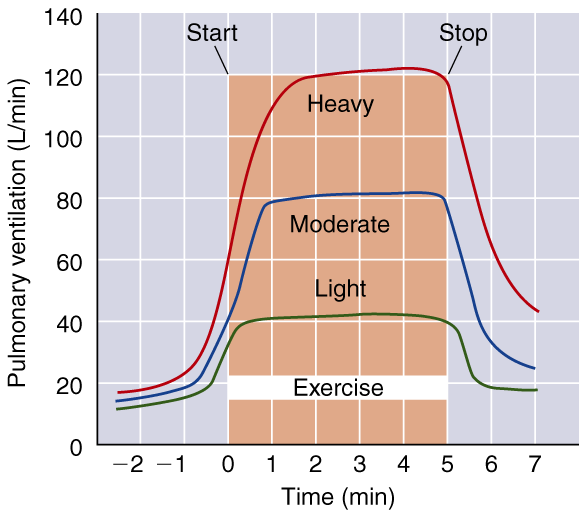 Pulmonary ventilation (L/min)
140
120
100
80
60
40
20
0
Start
Stop
Heavy
Moderate
Light
Exercise
−2 −1 0 1 2 3 4 5 6 7
Time (min)